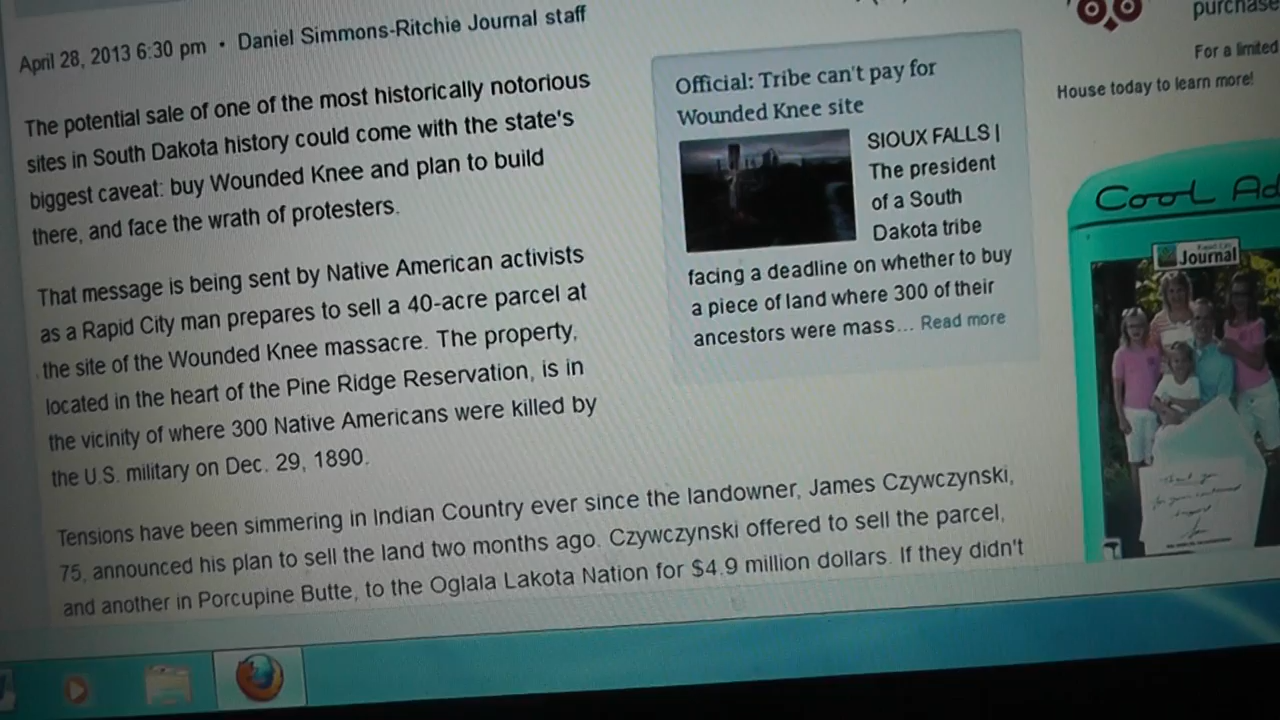 April 28, 2013 6:30 pm • Daniel Simmons-Ritchie Journal staff
The potential sale of one of the most historically notorious
sites in South Dakota history could come with the state's
biggest caveat: buy Wounded Knee and plan to build
there, and face the wrath of protesters.
That message is being sent by Native American activists
as a Rapid City man prepares to sell a 40-acre parcel at
the site of the Wounded Knee massacre. The property,
located in the heart of the Pine Ridge Reservation, is in
the vicinity of where 300 Native Americans were killed by
the U.S. military on Dec. 29, 1890.
Tensions have been simmering in Indian Country ever since the landowner, James Czywczynski,
75, announced his plan to sell the land two months ago. Czywczynski offered to sell the parcel,
and another in Porcupine Butte, to the Oglala Lakota Nation for $4.9 million dollars. If they didn't
Official: Tribe can't pay for
Wounded Knee site
SIOUX FALLS |
The president
of a South
Dakota tribe
facing a deadline on whether to buy
a piece of land where 300 of their
ancestors were mass... Read more
purchase
For a limited
House today to learn more!
Cool Ad
Rapid City
Journal
Thank you